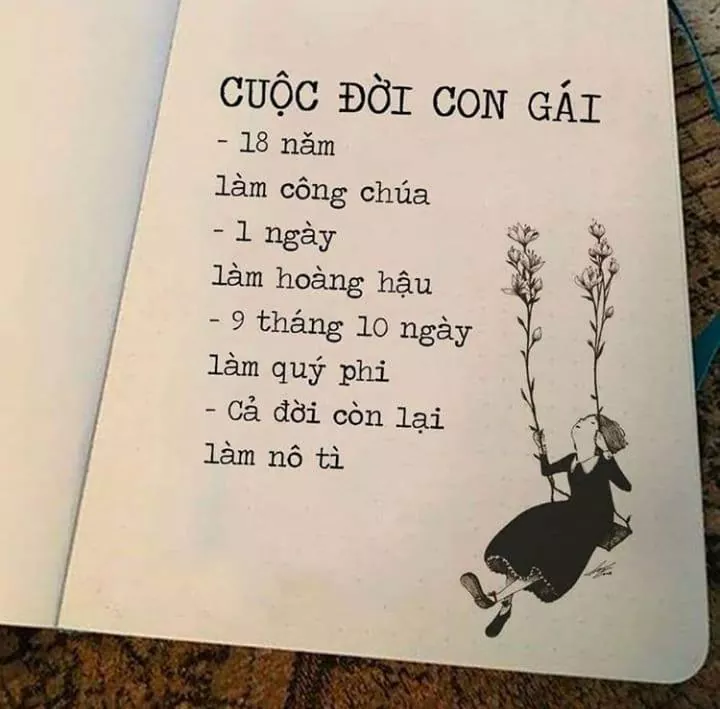 CUỘC ĐỜI CON GÁI
- 18 năm
làm công chúa
- 1 ngày
làm hoàng hậu
- 9 tháng 10 ngày
làm quý phi
- Cả đời còn lại
làm nô tì